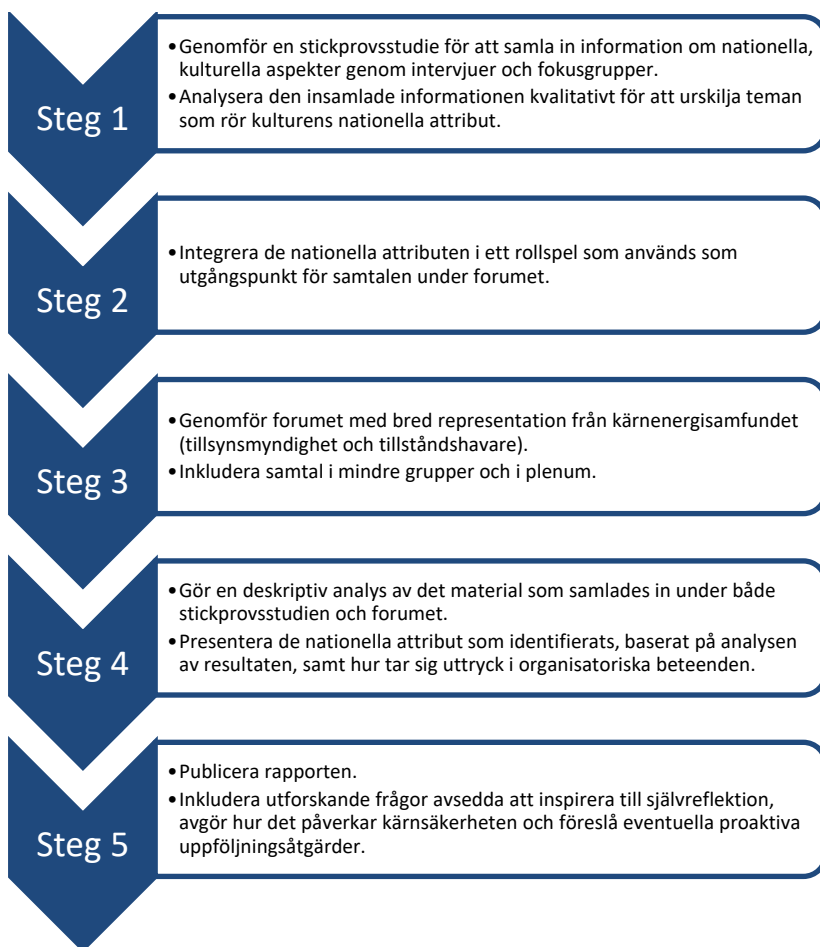 Steg 1
•Genomför en stickprovsstudie för att samla in information om nationella,
kulturella aspekter genom intervjuer och fokusgrupper.
•Analysera den insamlade informationen kvalitativt för att urskilja teman
som rör kulturens nationella attribut.
Steg 2
•Integrera de nationella attributen i ett rollspel som används som
utgångspunkt för samtalen under forumet.
Steg 3
•Genomför forumet med bred representation från kärnenergisamfundet
(tillsynsmyndighet och tillståndshavare).
•Inkludera samtal i mindre grupper och i plenum.
Steg 4
•Gör en deskriptiv analys av det material som samlades in under både
stickprovsstudien och forumet.
•Presentera de nationella attribut som identifierats, baserat på analysen
av resultaten, samt hur tar sig uttryck i organisatoriska beteenden.
Steg 5
•Publicera rapporten.
•Inkludera utforskande frågor avsedda att inspirera till självreflektion,
avgör hur det påverkar kärnsäkerheten och föreslå eventuella proaktiva
uppföljningsåtgärder.